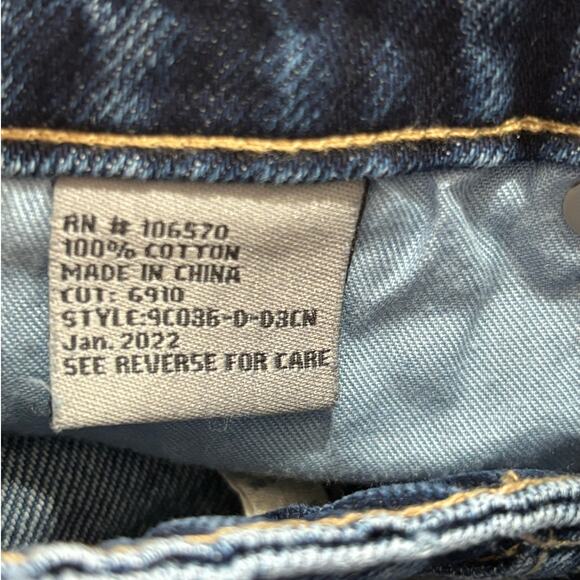 RN # 106570
100% COTTON
MADE IN CHINA
CUT: 6910
STYLE:9C036-D-03CN
Jan. 2022
SEE REVERSE FOR CARE